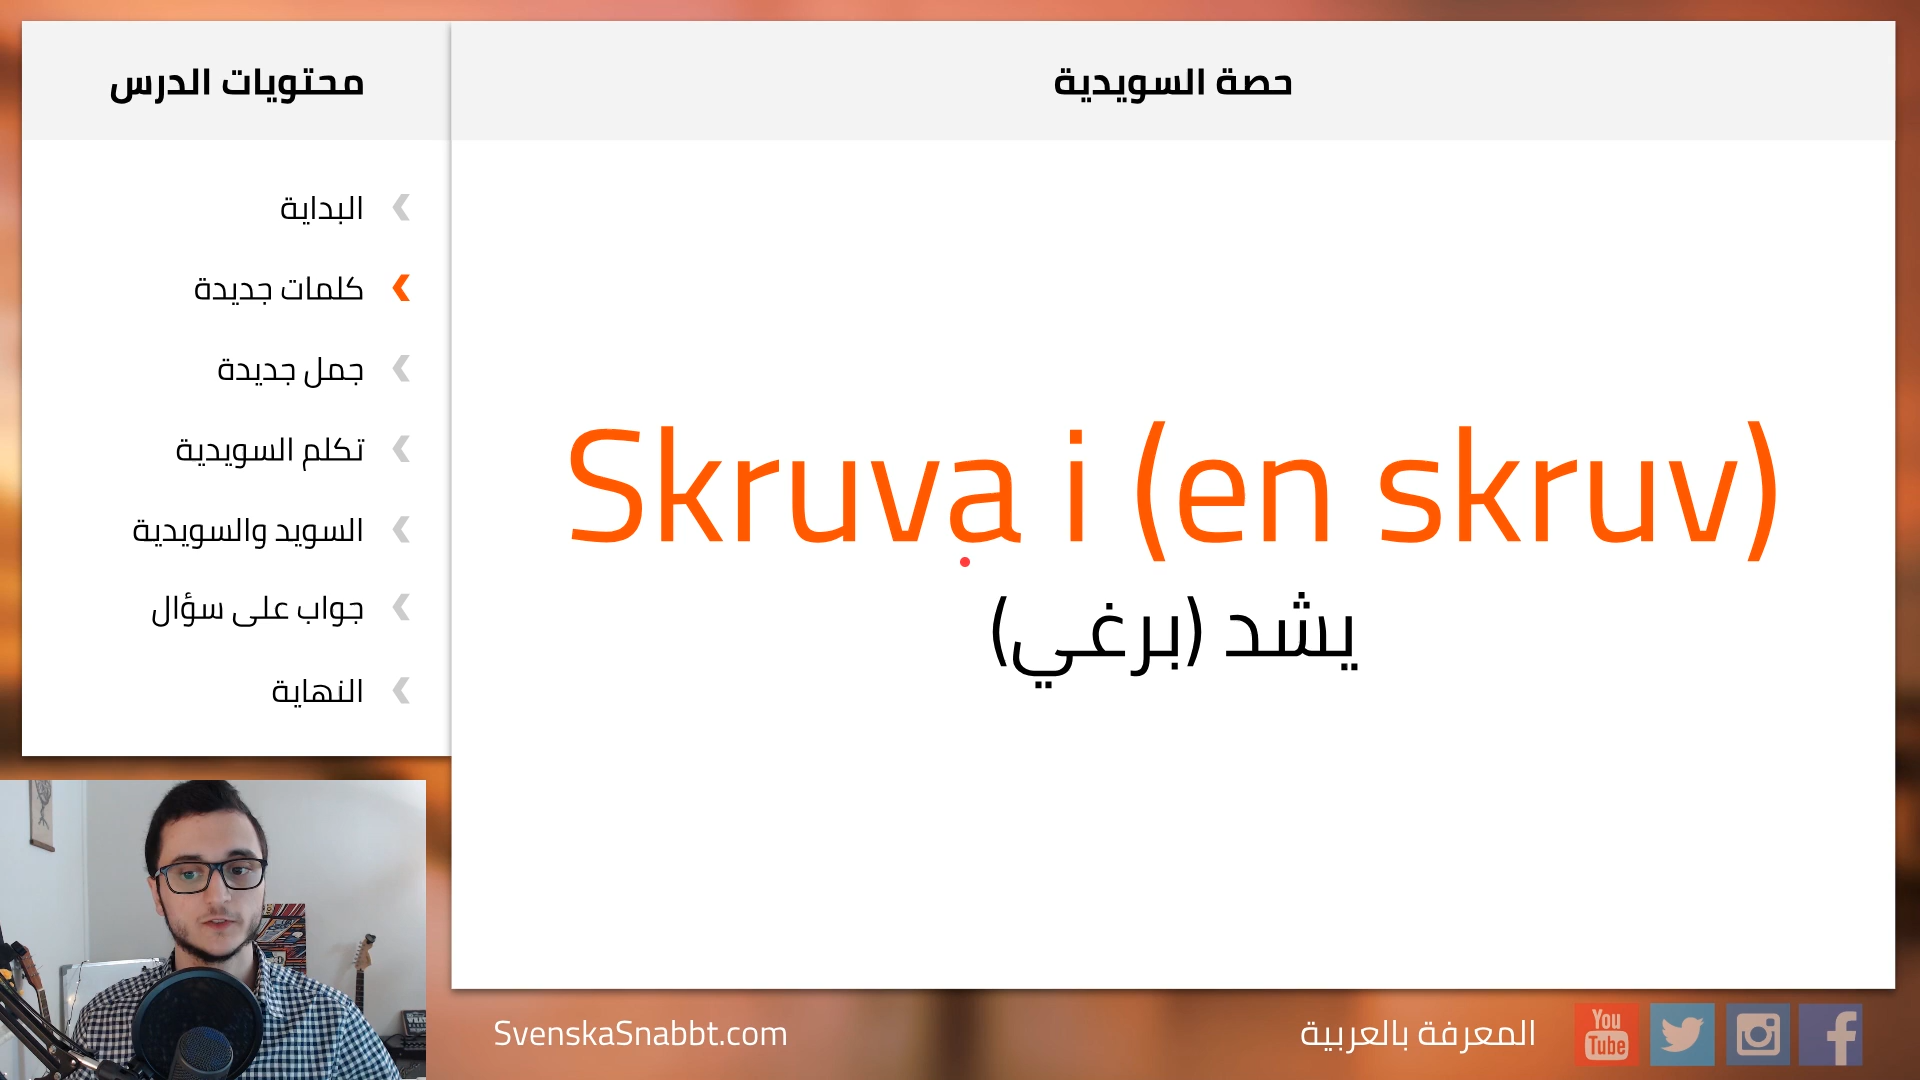 محتويات الدرس
حصة السويدية
البداية
كلمات جديدة
جمل جديدة
تكلم السويدية
السويد والسويدية
جواب على سؤال
النهاية
Skruva i (en skruv)
يشد (برغي)
SvenskaSnabbt.com
المعرفة بالعربية
You
Tube